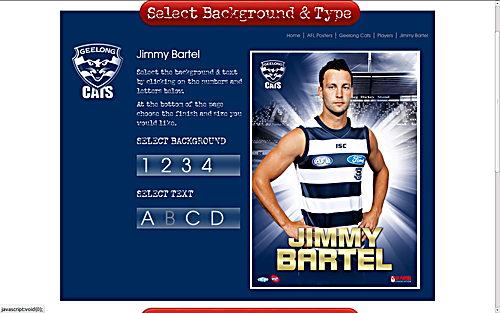 Select Background & Type
Home | AFL Posters | Geelong Cats | Players | Jimmy Bartel
GEELONG
CATS
Jimmy Bartel
Select the background & text
by clicking on the numbers and
letters below.
At the bottom of the page
choose the finish and size you
would like.
SELECT BACKGROUND
1 2 3 4
SELECT TEXT
A B C D
GEELONG
CATS
ISC
AFL
Ford
JIMMY
BARTEL
javascript:void(0);